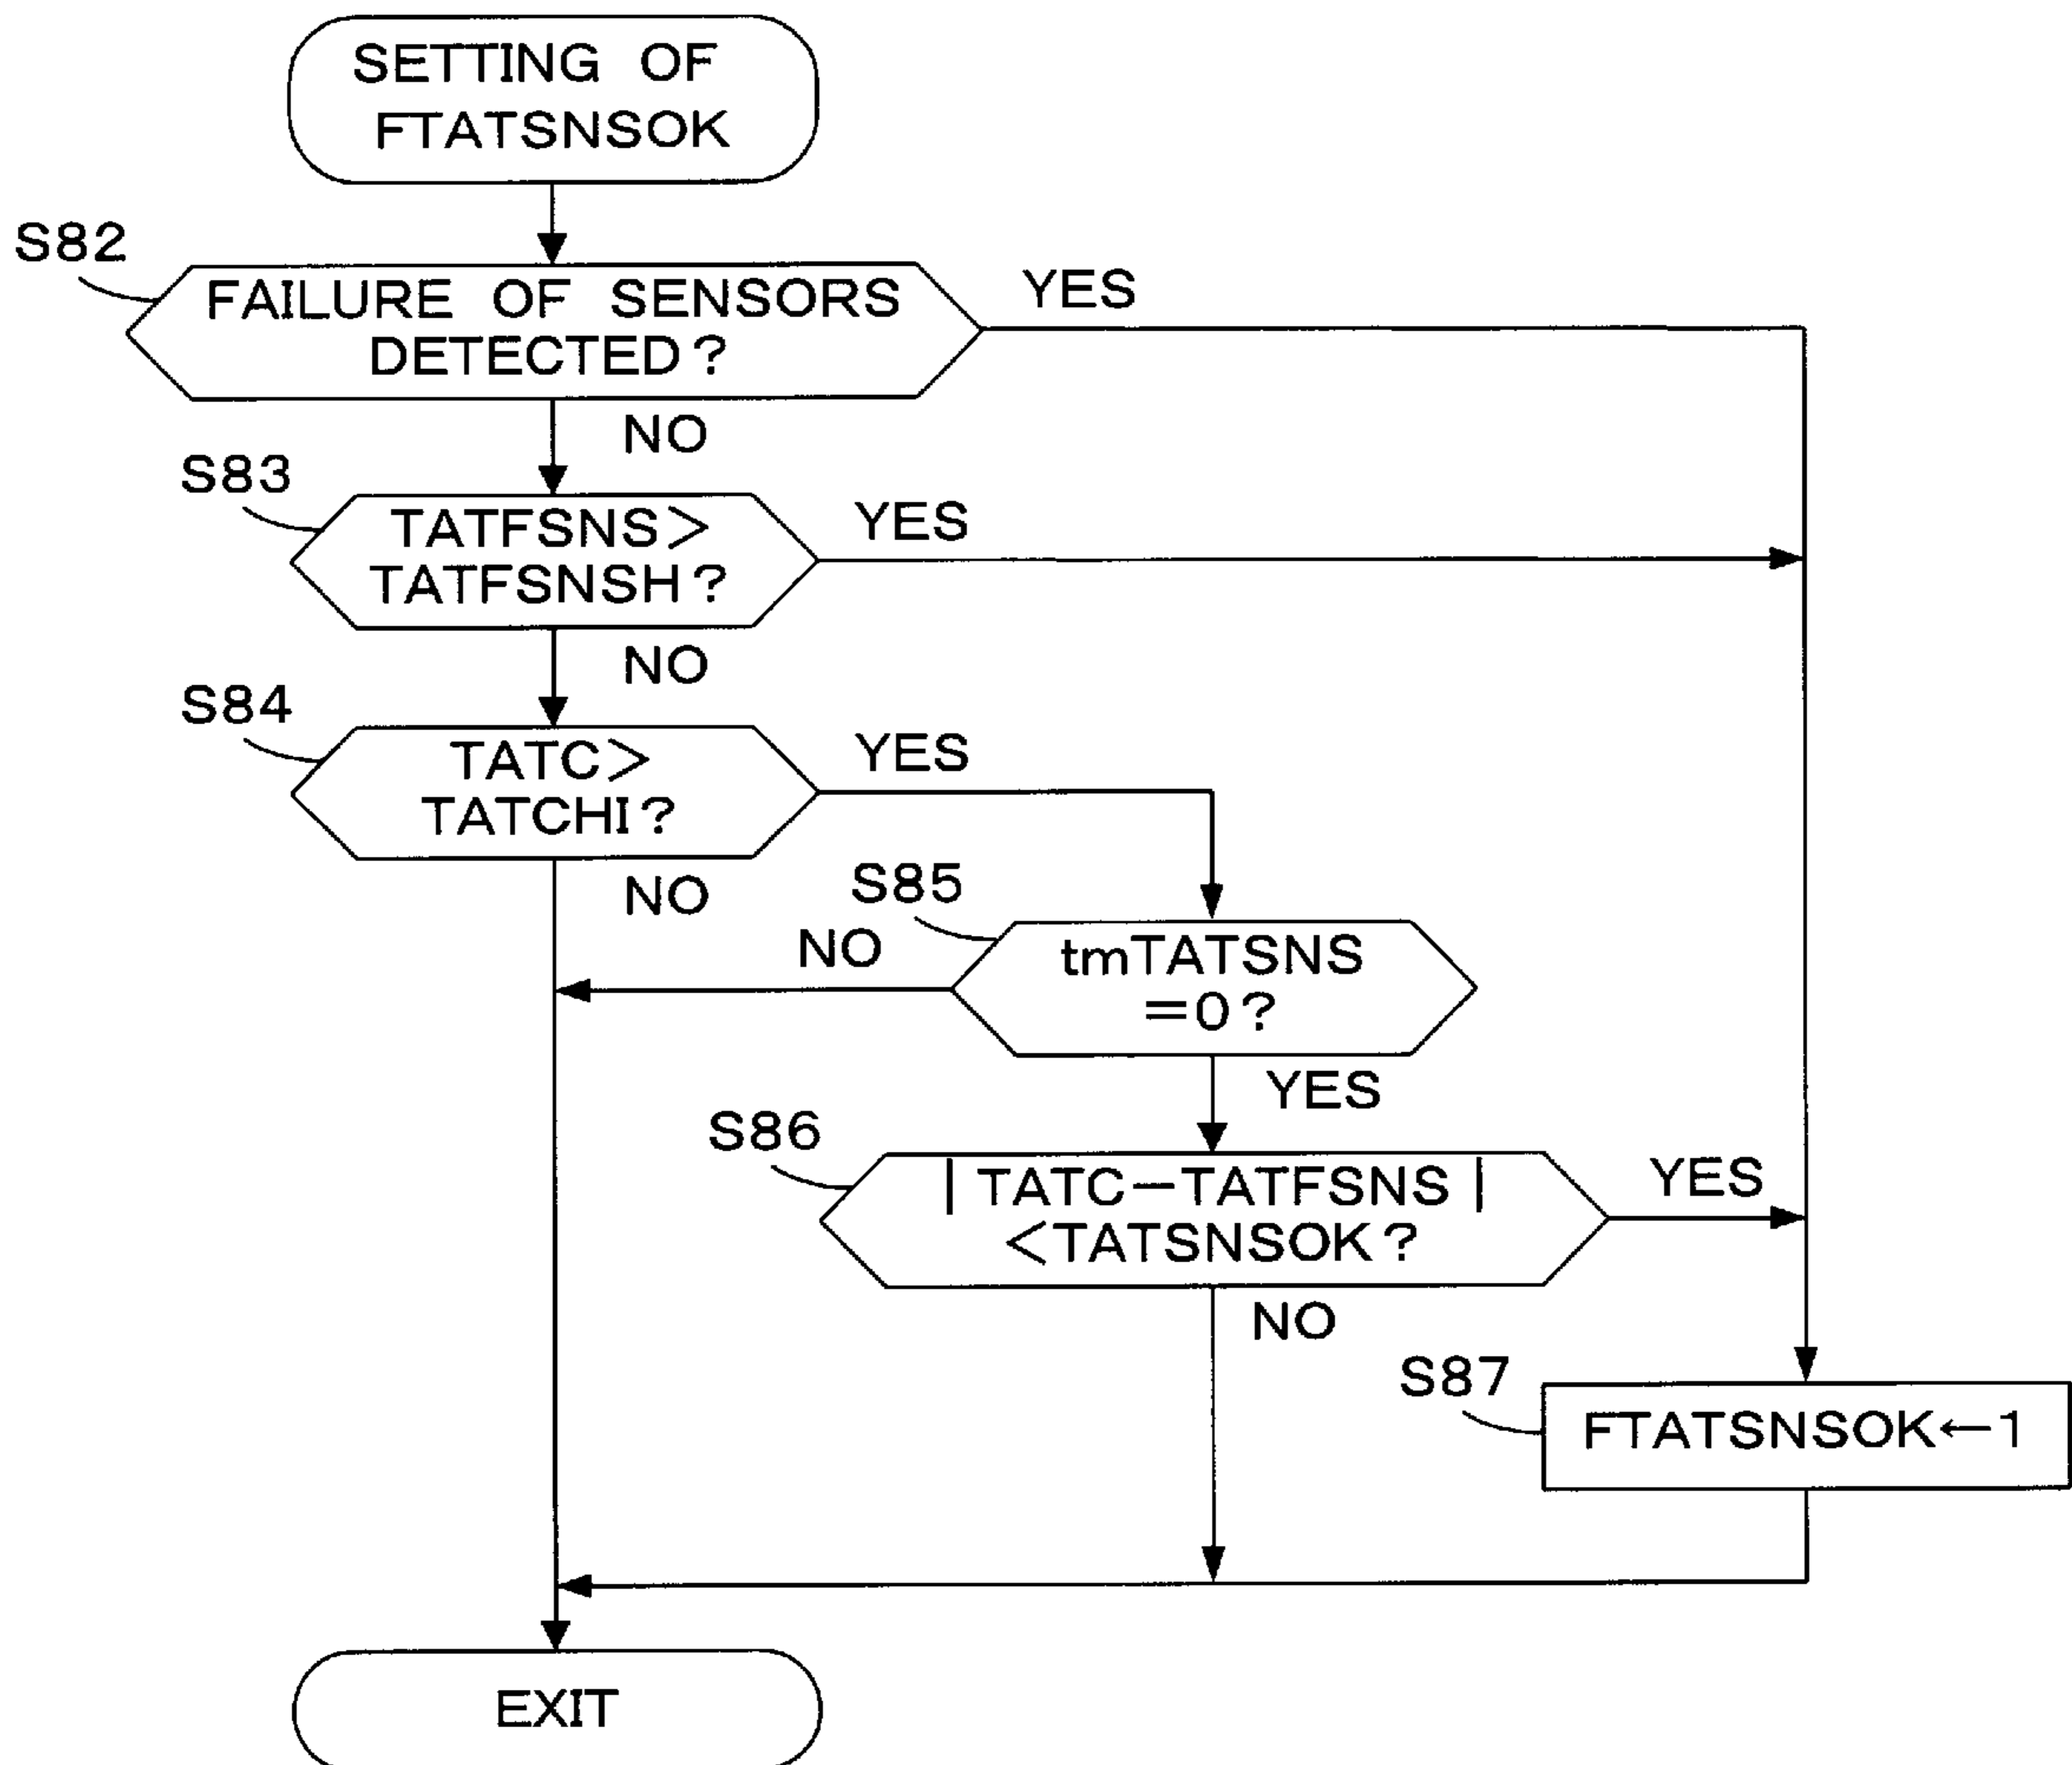 SETTING OF
FTATSNSOK
S82
FAILURE OF SENSORS
DETECTED?
YES
NO
S83
TATFSNS>
TATFSNSH?
YES
NO
S84
TATC>
TATCHI?
YES
NO
S85
tmTATSNS
=0?
NO
YES
S86
|TATC−TATFSNS|
<TATSNSOK?
YES
NO
S87
FTATSNSOK←1
EXIT